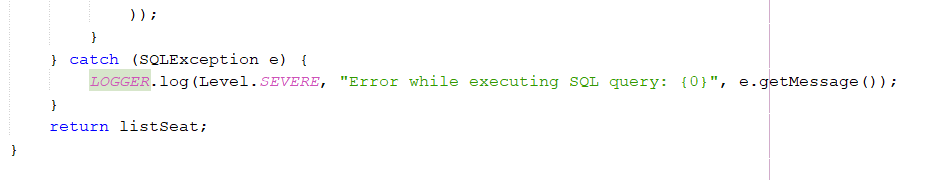 ));
}
} catch (SQLException e) {
LOGGER.log(Level.SEVERE, "Error while executing SQL query: {0}", e.getMessage());
}
return listSeat;
}